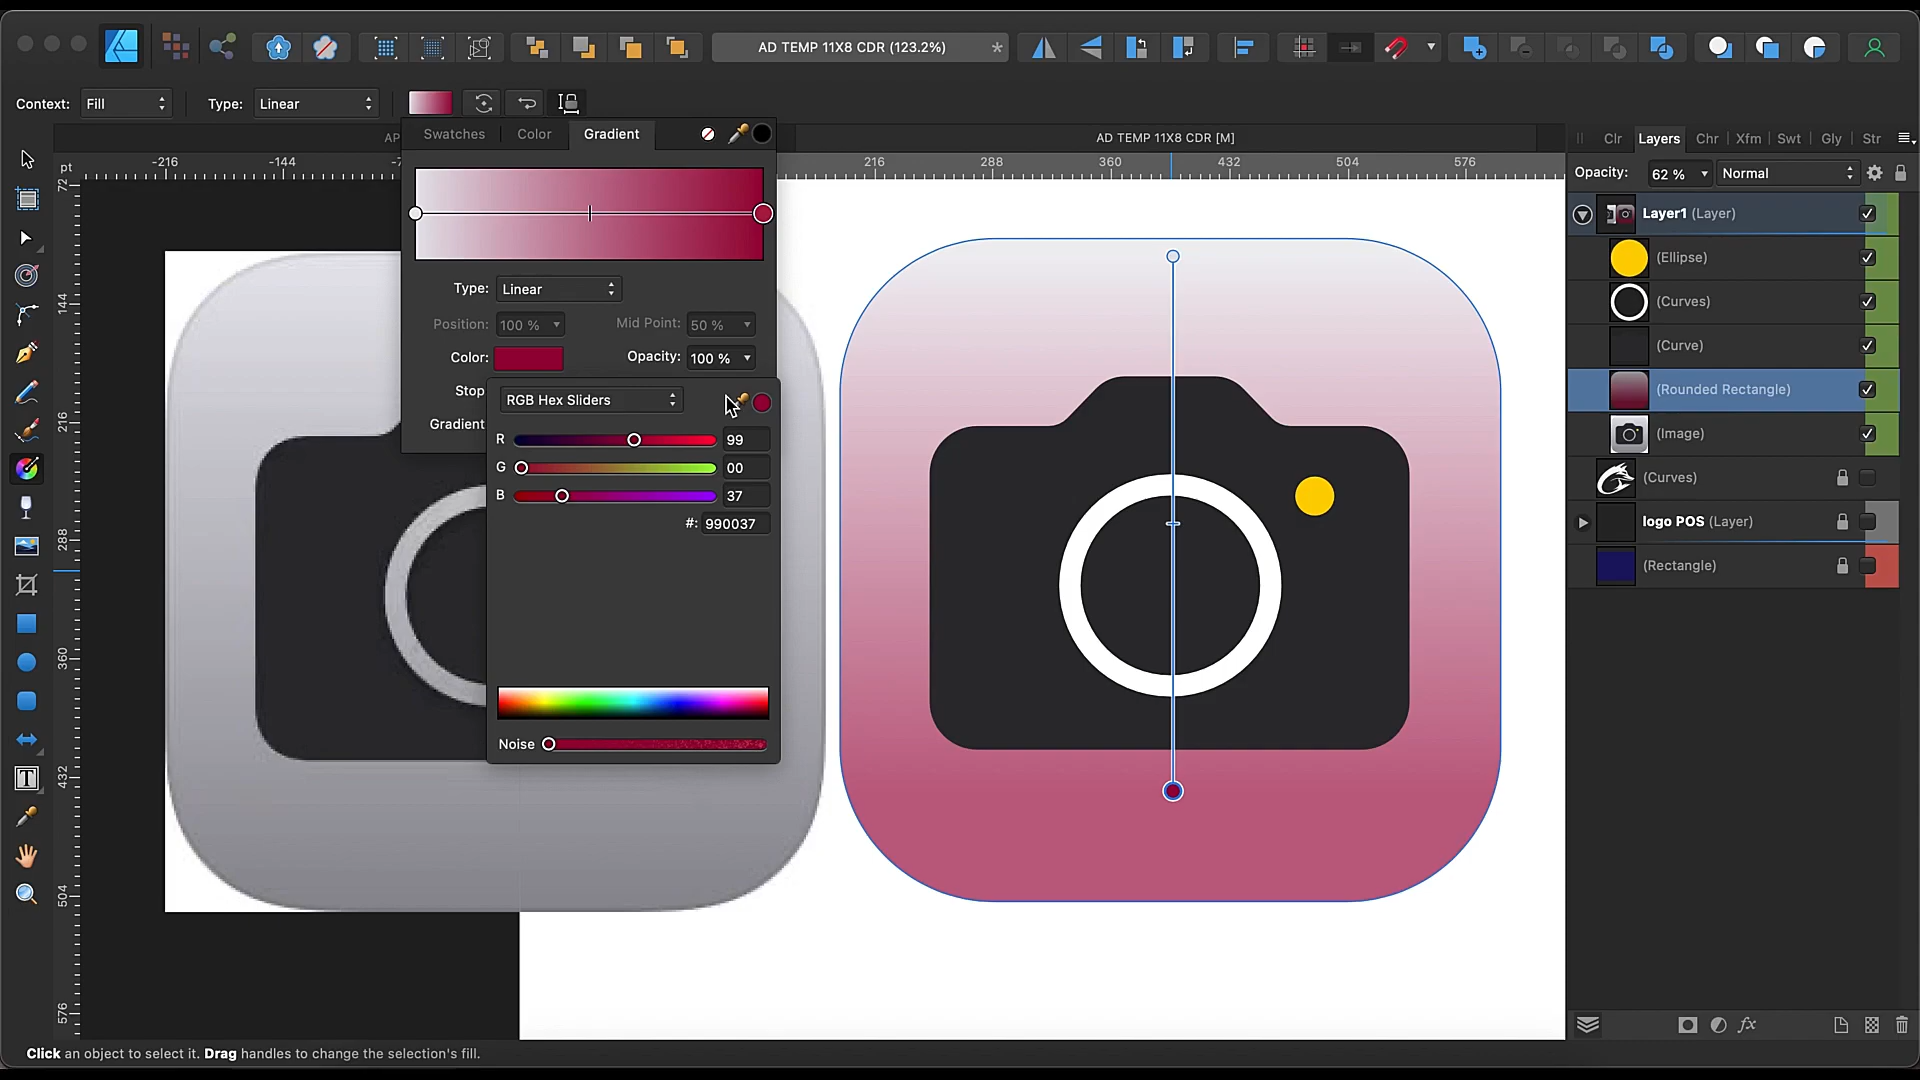 AD TEMP 11X8 CDR (123.2%) *
Context: Fill Type: Linear
Swatches Color Gradient
AD TEMP 11X8 CDR [M]
Clr Layers Chr Xfm Swt Gly Str
AP
pt -216 -144 -7 216 288 360 432 504 576
Opacity: 62 % Normal
72
144
216
288
360
432
504
576
Type: Linear
Position: 100 % Mid Point: 50 %
Color: Opacity: 100 %
Stop
Gradient
RGB Hex Sliders
R 99
G 00
B 37
#: 990037
Noise
Layer1 (Layer)
(Ellipse)
(Curves)
(Curve)
(Rounded Rectangle)
(Image)
(Curves)
logo POS (Layer)
(Rectangle)
fx
Click an object to select it. Drag handles to change the selection's fill.